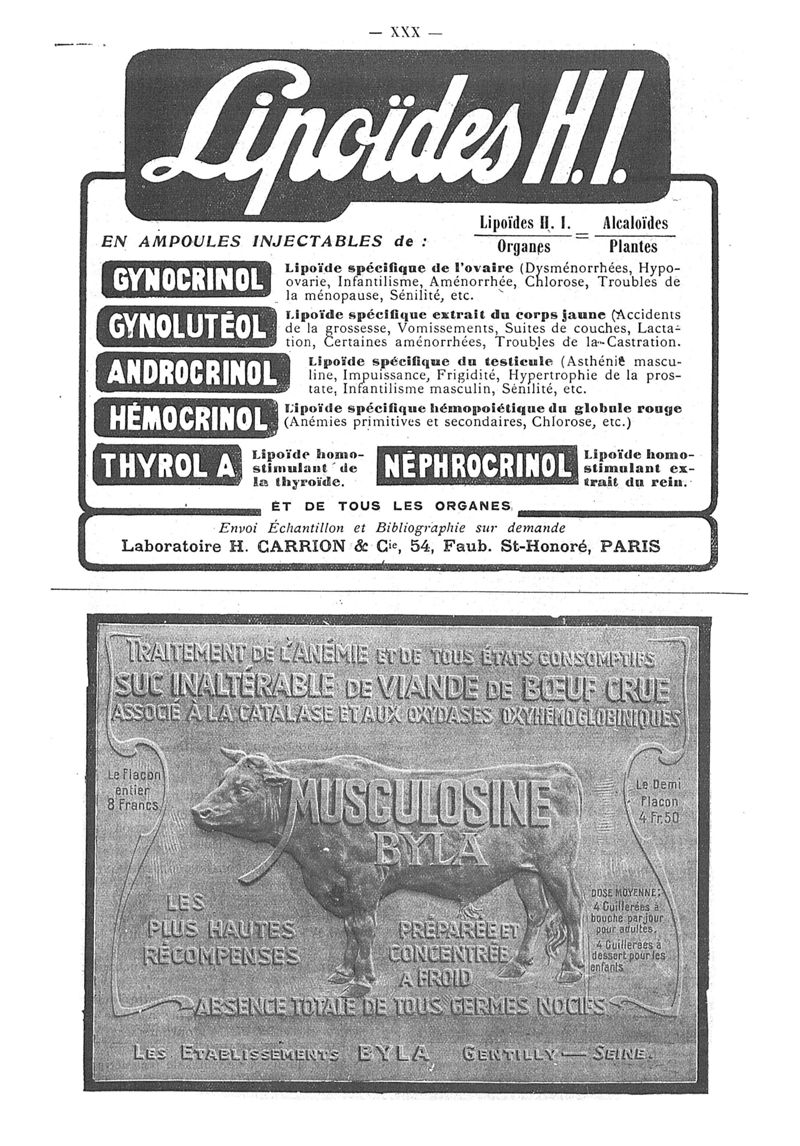 — XXX —
Lipoïdes H.I.
EN AMPOULES INJECTABLES de :
Lipoïdes H. I. = Alcaloïdes
Organes Plantes
GYNOCRINOL
Lipoïde spécifique de l'ovaire (Dysménorrhées, Hypo-
ovarie, Infantilisme, Aménorrhée, Chlorose, Troubles de
la ménopause, Sénilité, etc.
GYNOLUTÉOL
Lipoïde spécifique extrait du corps jaune (Accidents
de la grossesse, Vomissements, Suites de couches, Lacta-
tion, Certaines aménorrhées, Troubles de la Castration.
ANDROCRINOL
Lipoïde spécifique du testicule (Asthénie mascu-
line, Impuissance, Frigidité, Hypertrophie de la pros-
tate, Infantilisme masculin, Sénilité, etc.
HÉMOCRINOL
Lipoïde spécifique hémopoiétique du globule rouge
(Anémies primitives et secondaires, Chlorose, etc.)
THYROL A
Lipoïde homo-
stimulant de
la thyroïde.
NÉPHROCRINOL
Lipoïde homo-
stimulant ex-
trait du rein.
ET DE TOUS LES ORGANES
Envoi Échantillon et Bibliographie sur demande
Laboratoire H. CARRION & Cie, 54, Faub. St-Honoré, PARIS
TRAITEMENT DE L'ANÉMIE ET DE TOUS ÉTATS CONSOMPTIFS
SUC INALTÉRABLE DE VIANDE DE BŒUF CRUE
ASSOCIÉ À LA CATALASE ET AUX OXYDASES OXYHÉMOGLOBINIQUES
Le Flacon
entier
8 Francs
MUSCULOSINE
BYLA
Le Demi
Flacon
4 Fr.50
LES
PLUS HAUTES
RÉCOMPENSES
PRÉPARÉE ET
CONCENTRÉE
A FROID
DOSE MOYENNE:
4 Cuillerées à
bouche par jour
pour adultes.
4 Cuillerées à
dessert pour les
enfants
ABSENCE TOTALE DE TOUS GERMES NOCIFS
LES ETABLISSEMENTS BYLA GENTILLY — SEINE.